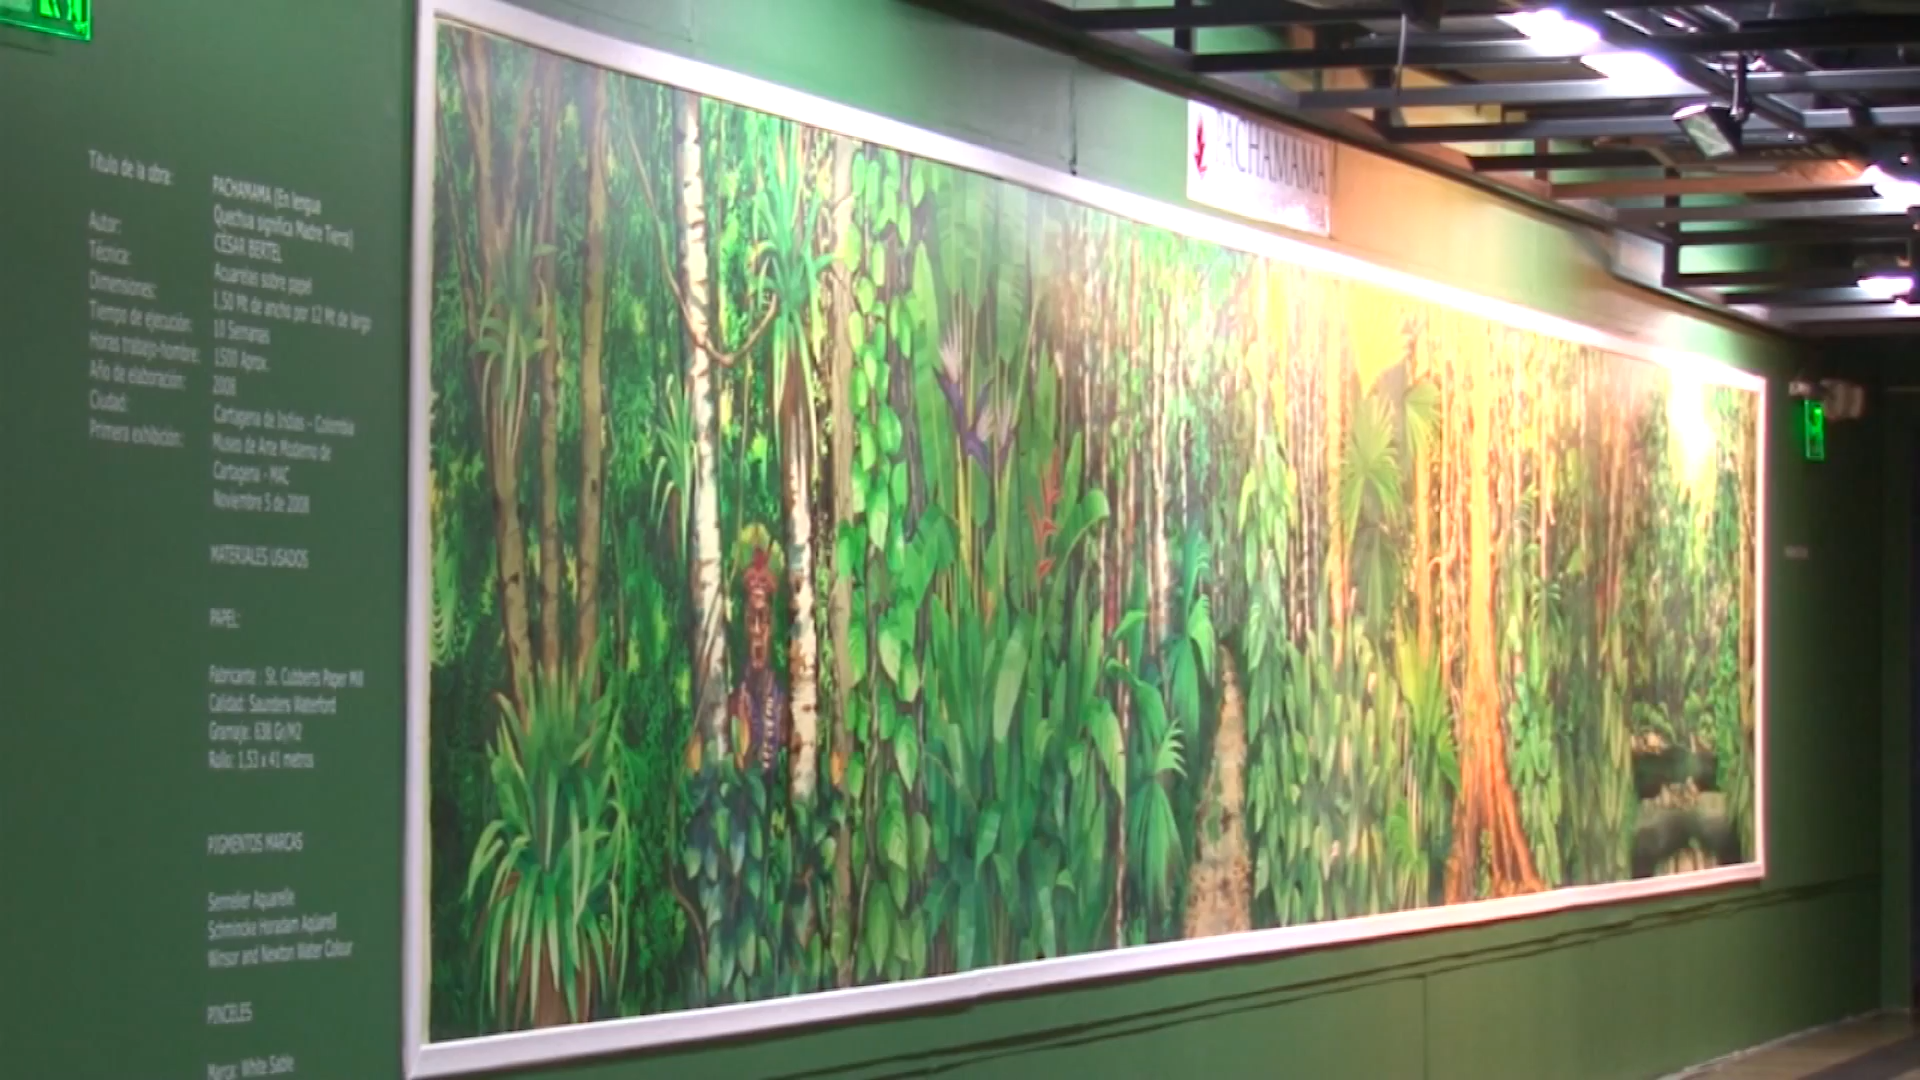 Título de la obra:
PACHAMAMA (En lengua
Quechua significa Madre Tierra)
Autor:
CESAR BERTEL
Técnica:
Acuarelas sobre papel
Dimensiones:
1.50 Mt de ancho por 12 Mt de largo
Tiempo de ejecución:
10 Semanas
Horas trabajo-hombre:
1500 Aprox.
Año de elaboración:
2008
Ciudad:
Cartagena de Indias - Colombia
Primera exhibición:
Museo de Arte Moderno de
Cartagena - MAC
Noviembre 5 de 2008
MATERIALES USADOS
PAPEL:
Fabricante : St. Cubberts Paper Mill
Calidad: Saunders Waterford
Gramaje: 638 Gr/M2
Rollo: 1,53 x 41 metros
PIGMENTOS MARCAS
Sennelier Aquarelle
Schmincke Horadam Aquarell
Winsor and Newton Water Colour
PINCELES
Marca: White Sable
PACHAMAMA